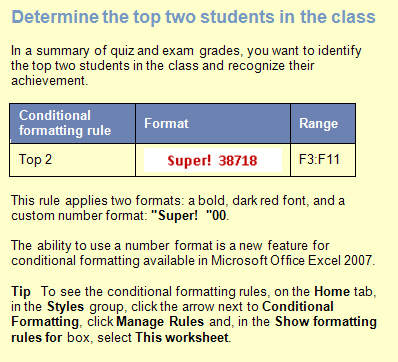 Determine the top two students in the class
In a summary of quiz and exam grades, you want to identify
the top two students in the class and recognize their
achievement.
Conditional
formatting rule
Format
Range
Top 2
Super! 38718
F3:F11
This rule applies two formats: a bold, dark red font, and a
custom number format: "Super!  "00.
The ability to use a number format is a new feature for
conditional formatting available in Microsoft Office Excel 2007.
Tip  To see the conditional formatting rules, on the Home tab,
in the Styles group, click the arrow next to Conditional
Formatting, click Manage Rules and, in the Show formatting
rules for box, select This worksheet.